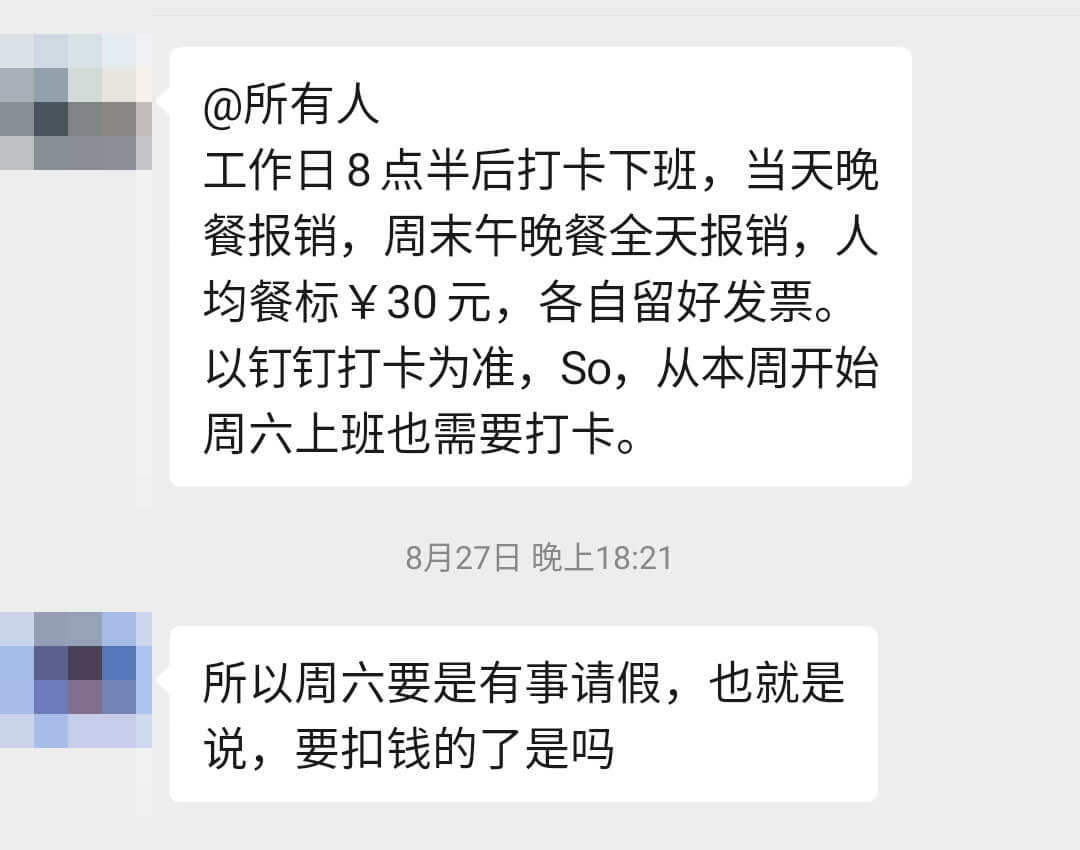 @所有人
工作日8点半后打卡下班，当天晚
餐报销，周末午晚餐全天报销，人
均餐标￥30元，各自留好发票。
以钉钉打卡为准，So，从本周开始
周六上班也需要打卡。
8月27日 晚上18:21
所以周六要是有事请假，也就是
说，要扣钱的了是吗